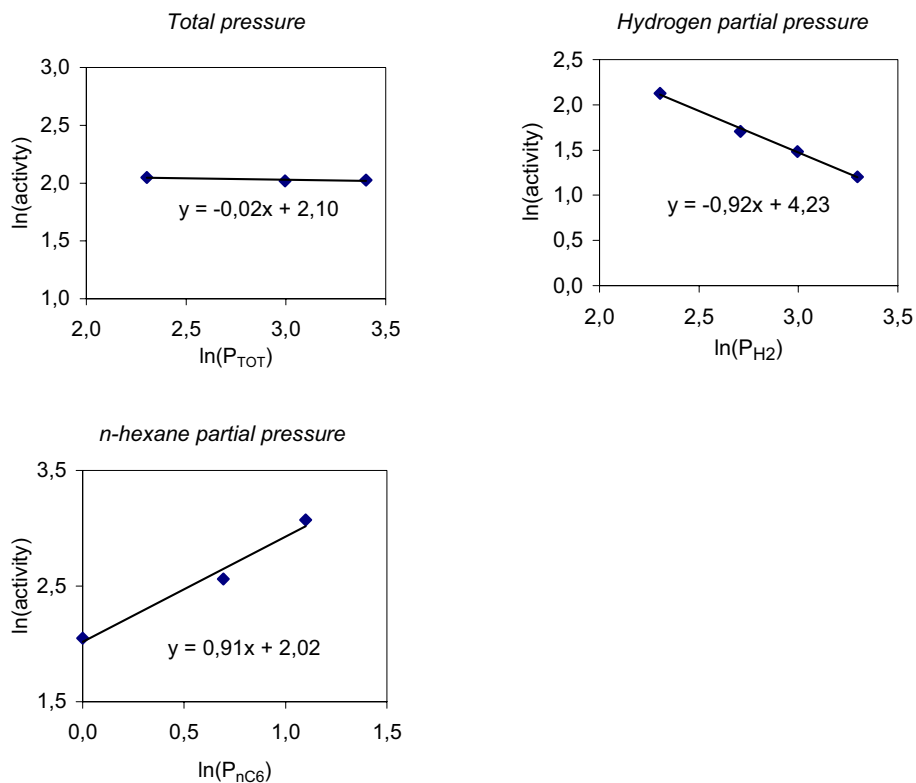 Total pressure
3,0
2,5
2,0
1,5
1,0
ln(activty)
y = -0,02x + 2,10
2,0 2,5 3,0 3,5
ln(P_TOT)
Hydrogen partial pressure
2,5
2,0
1,5
1,0
0,5
0,0
ln(activity)
y = -0,92x + 4,23
2,0 2,5 3,0 3,5
ln(P_H2)
n-hexane partial pressure
3,5
2,5
1,5
ln(activity)
y = 0,91x + 2,02
0,0 0,5 1,0 1,5
ln(P_nC6)